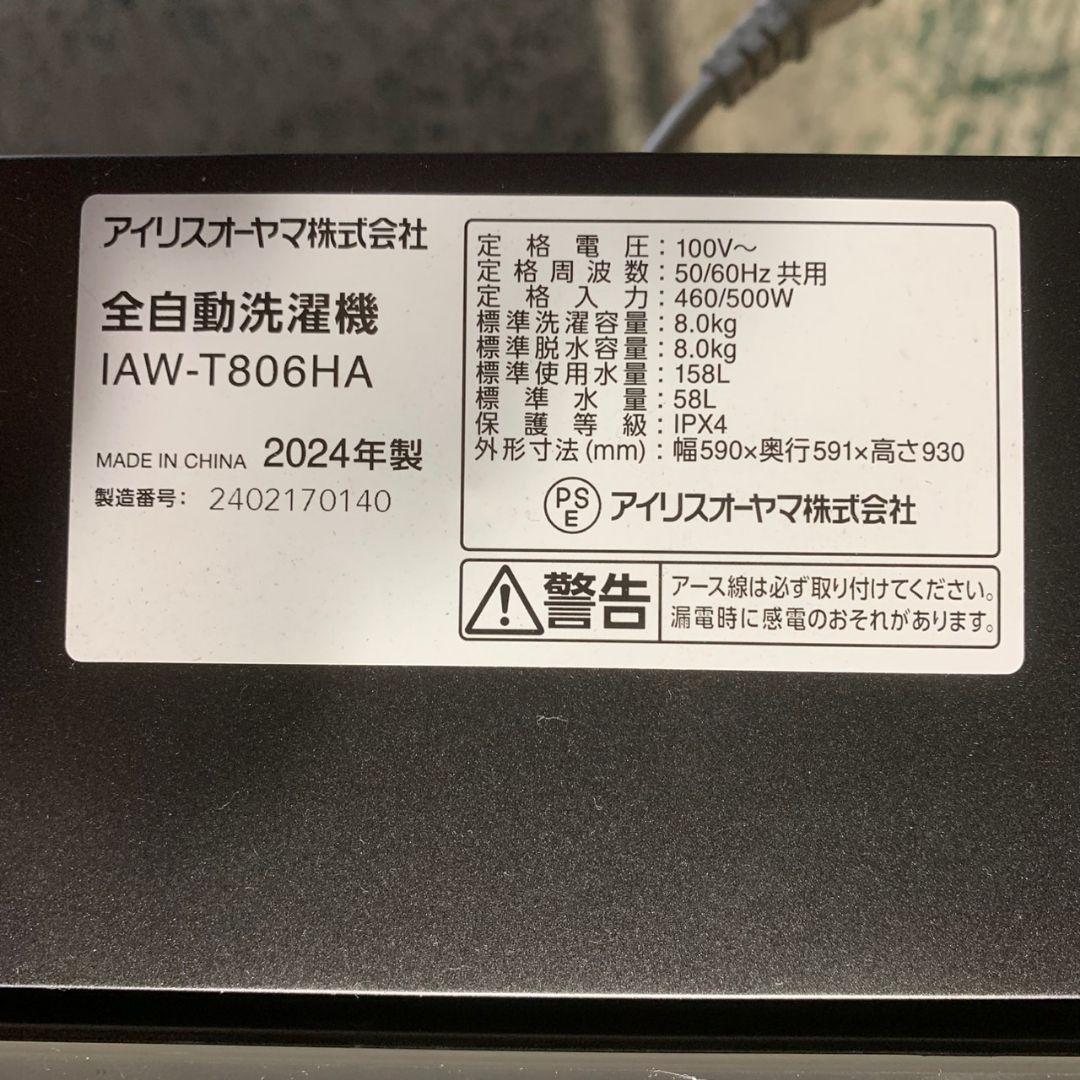 アイリスオーヤマ株式会社
全自動洗濯機
IAW-T806HA
MADE IN CHINA 2024年製
製造番号: 2402170140
定格電圧:100V〜
定格周波数:50/60Hz 共用
定格入力:460/500W
標準洗濯容量:8.0kg
標準脱水容量:8.0kg
標準使用水量:158L
標準水量:58L
保護等級:IPX4
外形寸法(mm):幅590×奥行591×高さ930
PSE アイリスオーヤマ株式会社
警告
アース線は必ず取り付けてください。
漏電時に感電のおそれがあります。